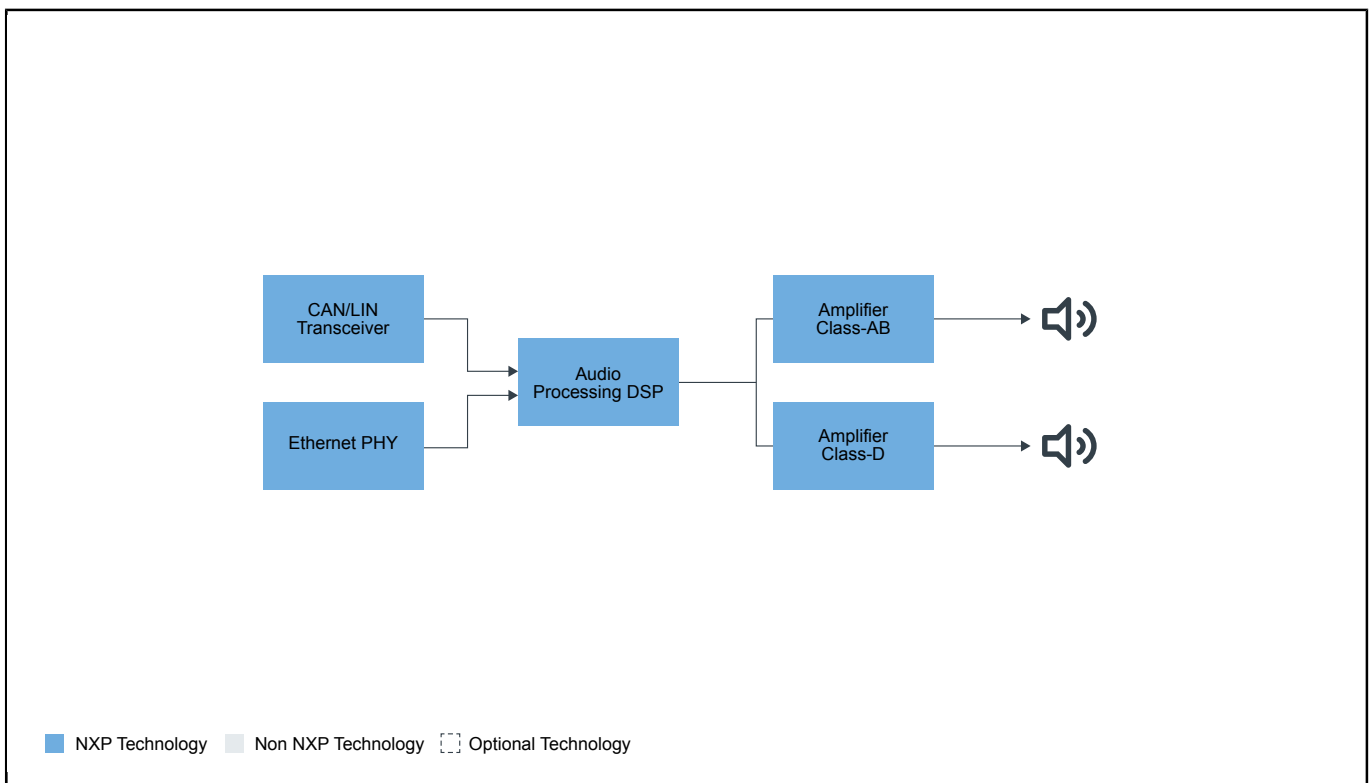 CAN/LIN
Transceiver
Ethernet PHY
Audio
Processing DSP
Amplifier
Class-AB
Amplifier
Class-D
NXP Technology
Non NXP Technology
Optional Technology